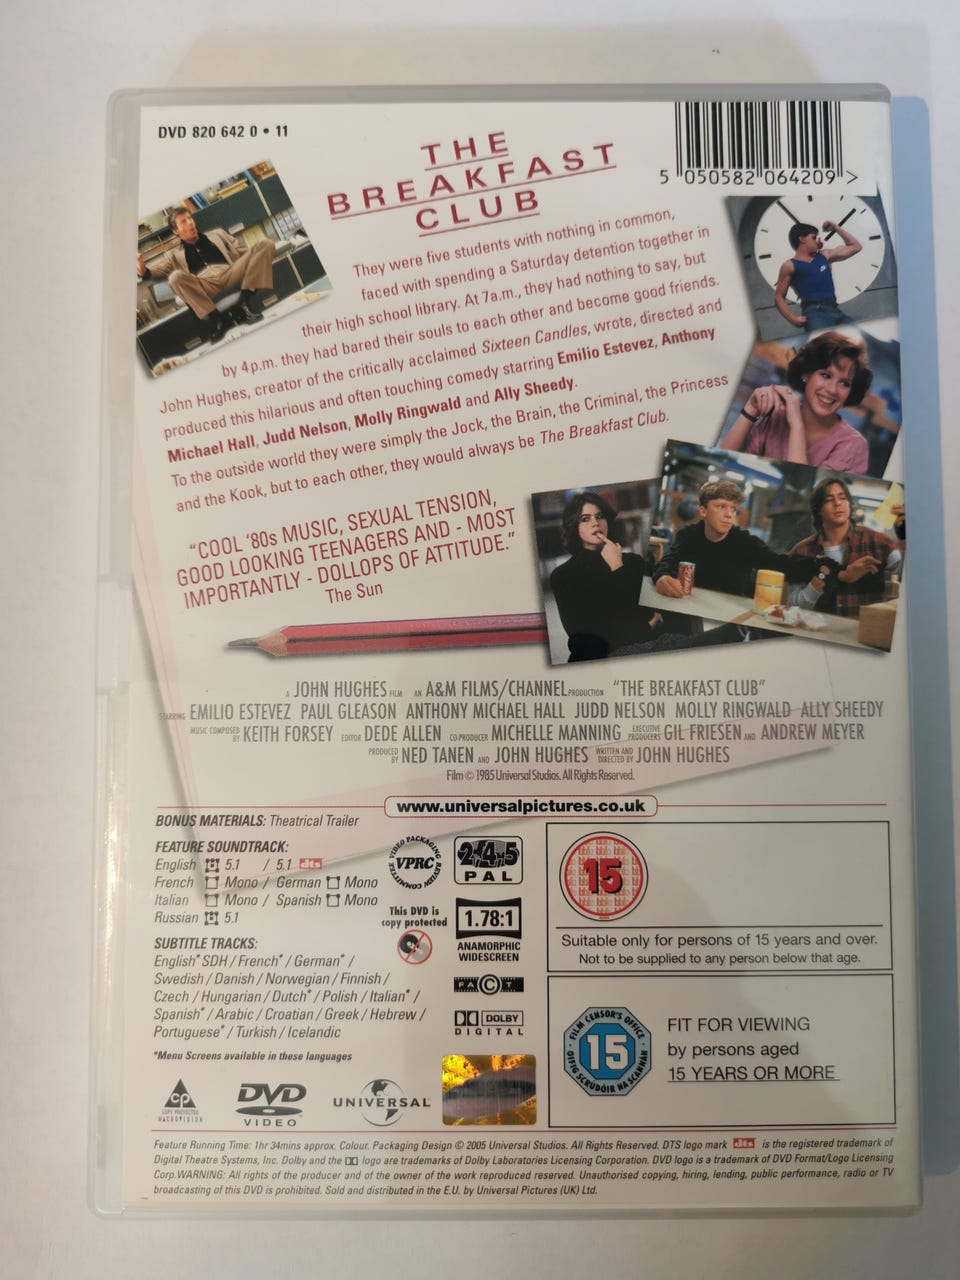 DVD 820 642 0 • 11
THE
BREAKFAST
CLUB
5 050582 064209 >
They were five students with nothing in common,
faced with spending a Saturday detention together in
their high school library. At 7a.m., they had nothing to say, but
by 4p.m. they had bared their souls to each other and become good friends.
John Hughes, creator of the critically acclaimed Sixteen Candles, wrote, directed and
produced this hilarious and often touching comedy starring Emilio Estevez, Anthony
Michael Hall, Judd Nelson, Molly Ringwald and Ally Sheedy.
To the outside world they were simply the Jock, the Brain, the Criminal, the Princess
and the Kook, but to each other, they would always be The Breakfast Club.
“COOL ‘80s MUSIC, SEXUAL TENSION,
GOOD LOOKING TEENAGERS AND - MOST
IMPORTANTLY - DOLLOPS OF ATTITUDE.”
The Sun
A JOHN HUGHES FILM AN A&M FILMS/CHANNEL PRODUCTION “THE BREAKFAST CLUB”
STARRING EMILIO ESTEVEZ PAUL GLEASON ANTHONY MICHAEL HALL JUDD NELSON MOLLY RINGWALD ALLY SHEEDY
MUSIC COMPOSED BY KEITH FORSEY EDITOR DEDE ALLEN CO-PRODUCER MICHELLE MANNING EXECUTIVE PRODUCERS GIL FRIESEN AND ANDREW MEYER
PRODUCED BY NED TANEN AND JOHN HUGHES WRITTEN AND DIRECTED BY JOHN HUGHES
Film © 1985 Universal Studios. All Rights Reserved.
www.universalpictures.co.uk
BONUS MATERIALS: Theatrical Trailer
FEATURE SOUNDTRACK:
English 5.1 / 5.1 dts
French Mono / German Mono
Italian Mono / Spanish Mono
Russian 5.1
SUBTITLE TRACKS:
English* SDH / French* / German* /
Swedish / Danish / Norwegian / Finnish /
Czech / Hungarian / Dutch* / Polish / Italian* /
Spanish* / Arabic / Croatian / Greek / Hebrew /
Portuguese* / Turkish / Icelandic
*Menu Screens available in these languages
VIDEO PACKAGING REVIEW COMMITTEE
VPRC
This DVD is
copy protected
2•4•5
PAL
1.78:1
ANAMORPHIC
WIDESCREEN
FACT
DOLBY
DIGITAL
15
Suitable only for persons of 15 years and over.
Not to be supplied to any person below that age.
FILM CENSOR'S OFFICE
15
OIFIG SCRÚDÓIR NA SCANNÁN
FIT FOR VIEWING
by persons aged
15 YEARS OR MORE
CP
COPY PROTECTED
MACROVISION
DVD
VIDEO
UNIVERSAL
Feature Running Time: 1hr 34mins approx. Colour. Packaging Design © 2005 Universal Studios. All Rights Reserved. DTS logo mark dts is the registered trademark of
Digital Theatre Systems, Inc. Dolby and the logo are trademarks of Dolby Laboratories Licensing Corporation. DVD logo is a trademark of DVD Format/Logo Licensing
Corp.WARNING: All rights of the producer and of the owner of the work reproduced reserved. Unauthorised copying, hiring, lending, public performance, radio or TV
broadcasting of this DVD is prohibited. Sold and distributed in the E.U. by Universal Pictures (UK) Ltd.